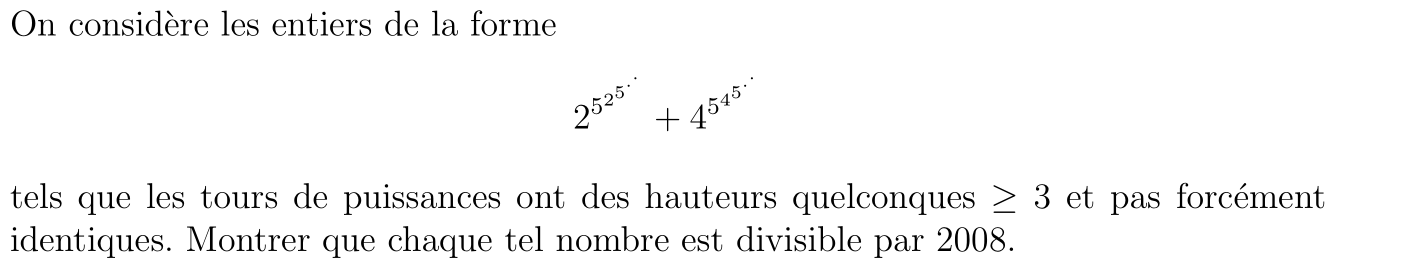 On considère les entiers de la forme
$2^{5^{2^{5^{\cdot^{\cdot}}}}} + 4^{5^{4^{5^{\cdot^{\cdot}}}}}$
tels que les tours de puissances ont des hauteurs quelconques ≥ 3 et pas forcément
identiques. Montrer que chaque tel nombre est divisible par 2008.